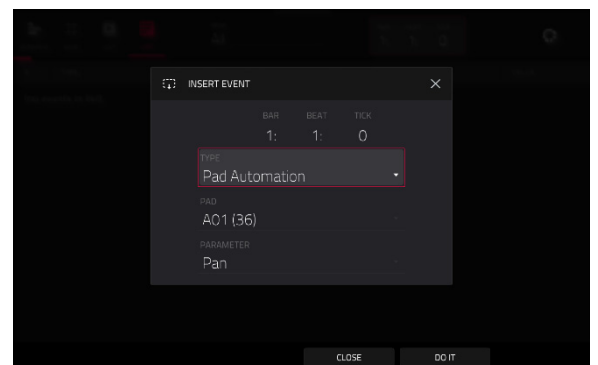 INSERT EVENT
BAR BEAT TICK
1: 1: 0
TYPE
Pad Automation
PAD
A01 (36)
PARAMETER
Pan
CLOSE DO IT